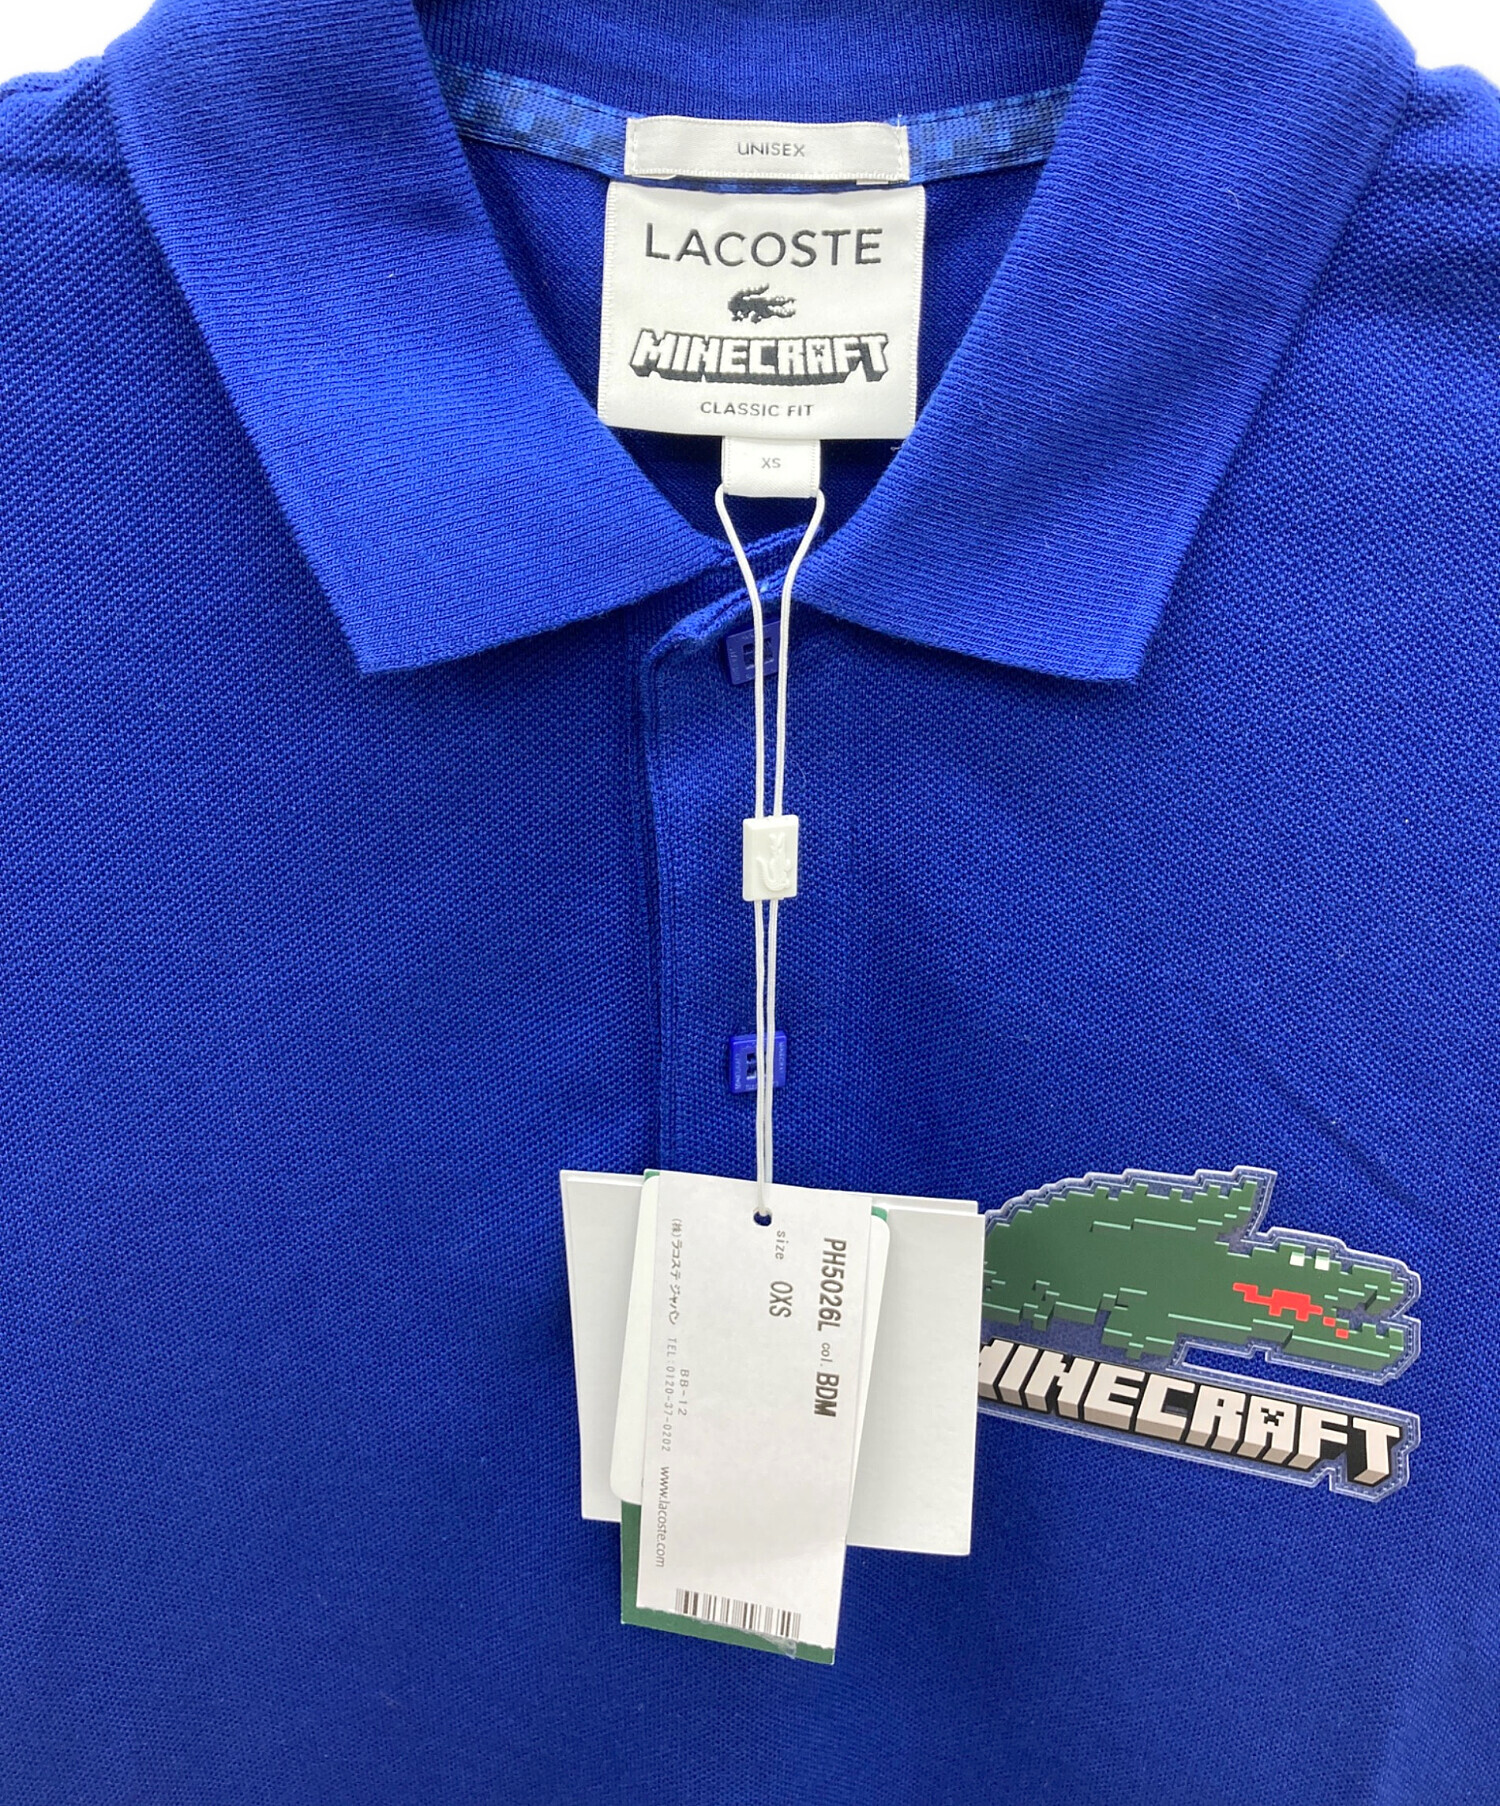 UNISEX
LACOSTE
MINECRAFT
CLASSIC FIT
XS
PH5026L col. BDM
size OXS
BB-12
(株)ラコステ ジャパン TEL:0120-37-0202 www.lacoste.com
MINECRAFT